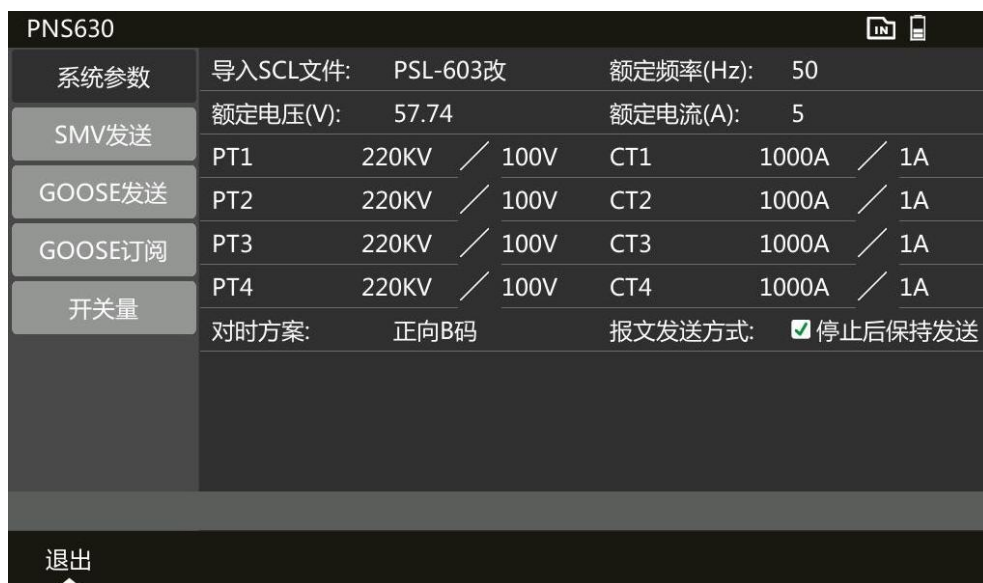 PNS630
IN
系统参数
导入SCL文件: PSL-603改 额定频率(Hz): 50
额定电压(V): 57.74 额定电流(A): 5
SMV发送
PT1 220KV / 100V CT1 1000A / 1A
GOOSE发送
PT2 220KV / 100V CT2 1000A / 1A
GOOSE订阅
PT3 220KV / 100V CT3 1000A / 1A
PT4 220KV / 100V CT4 1000A / 1A
开关量
对时方案: 正向B码 报文发送方式: 停止后保持发送
退出